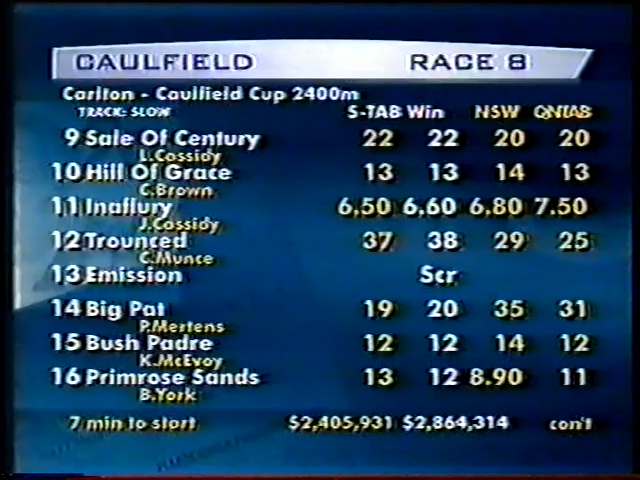 CAULFIELD RACE 8
Carlton - Caulfield Cup 2400m
TRACK: SLOW S-TAB Win NSW QNTAB
9 Sale Of Century 22 22 20 20
L.Cassidy
10 Hill Of Grace 13 13 14 13
C.Brown
11 Inaflury 6.50 6.60 6.80 7.50
J.Cassidy
12 Trounced 37 38 29 25
C.Munce
13 Emission Scr
14 Big Pat 19 20 35 31
P.Mertens
15 Bush Padre 12 12 14 12
K.McEvoy
16 Primrose Sands 13 12 8.90 11
B.York
7 min to start $2,405,931 $2,864,314 con't